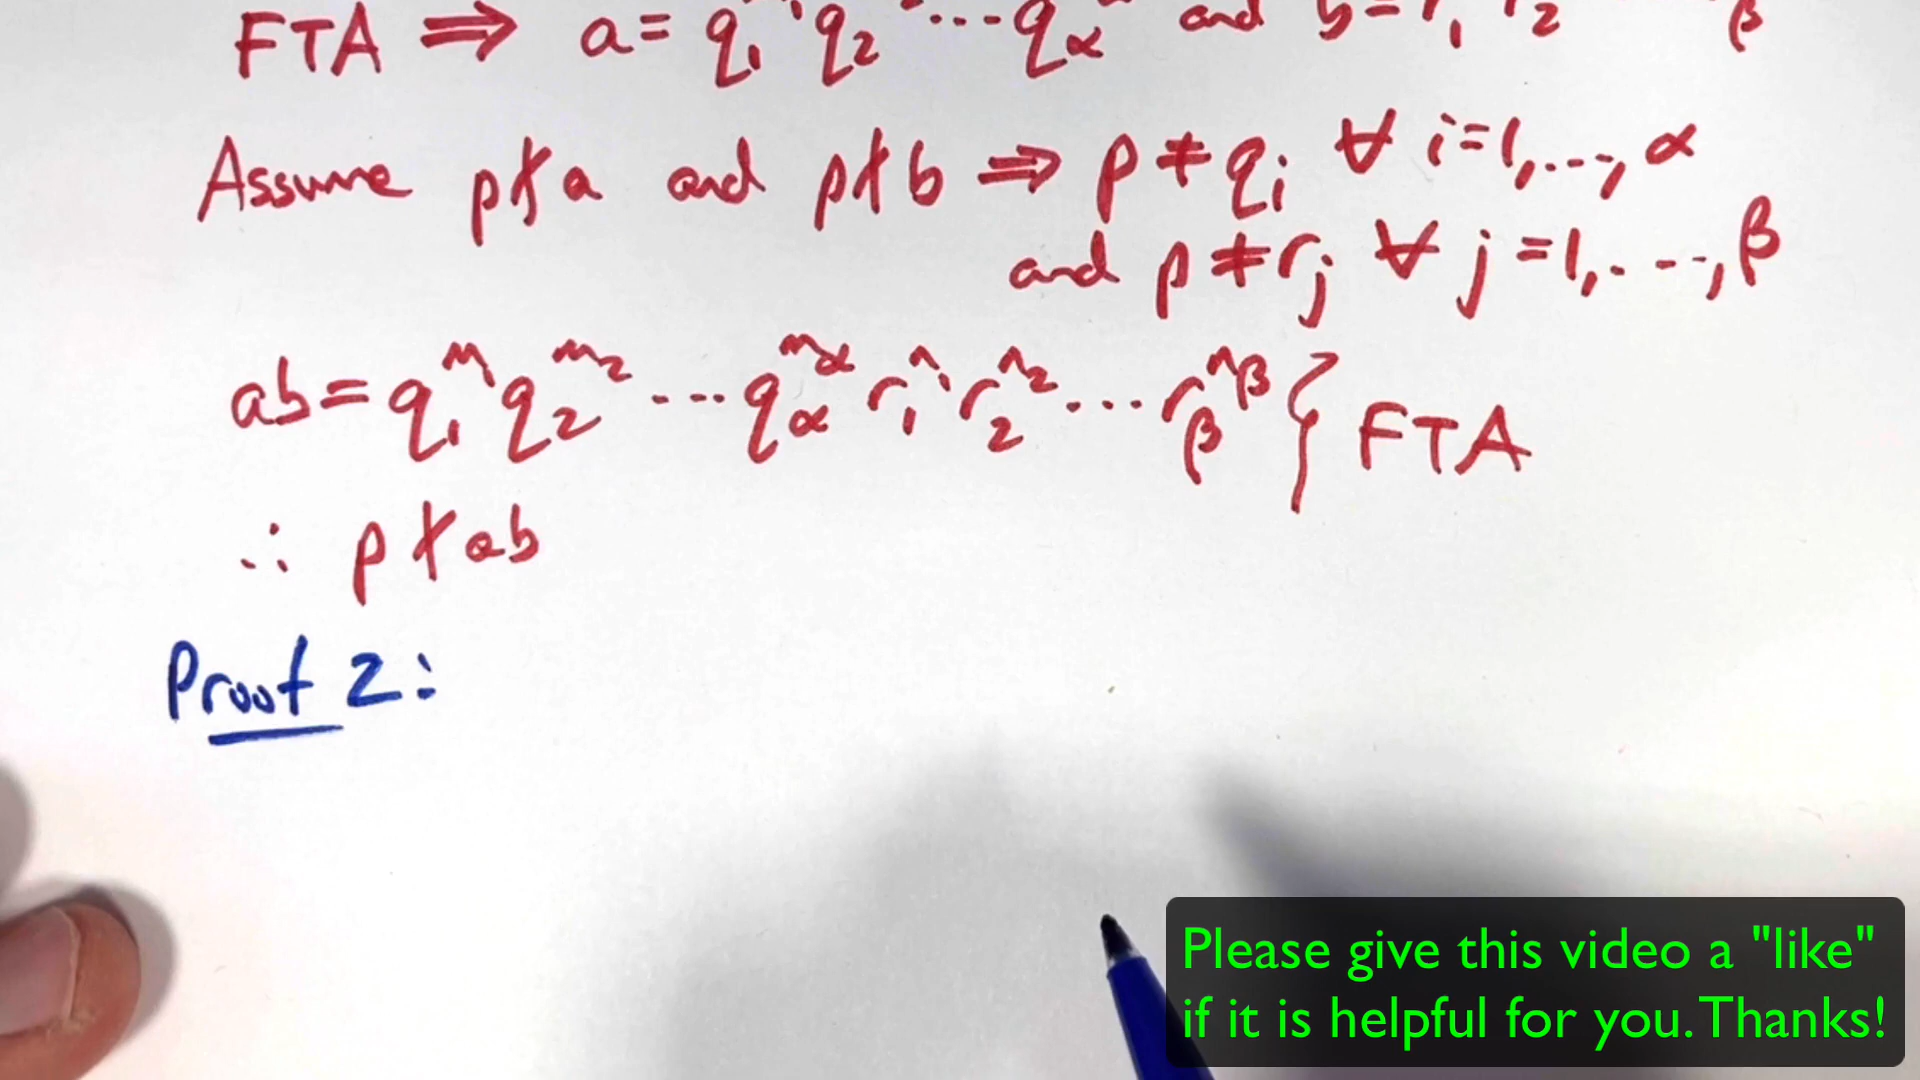 FTA ⇒ a = q₁ q₂ ... q_α and b = r₁ r₂ β
Assume p∤a and p∤b ⇒ p ≠ qᵢ ∀ i=1,...,α
and p ≠ rⱼ ∀ j=1,...,β
ab = q₁^m₁ q₂^m₂ ... q_α^m_α r₁^n₁ r₂^n₂ ... r_β^n_β } FTA
∴ p∤ab
Proof 2:
Please give this video a "like"
if it is helpful for you. Thanks!